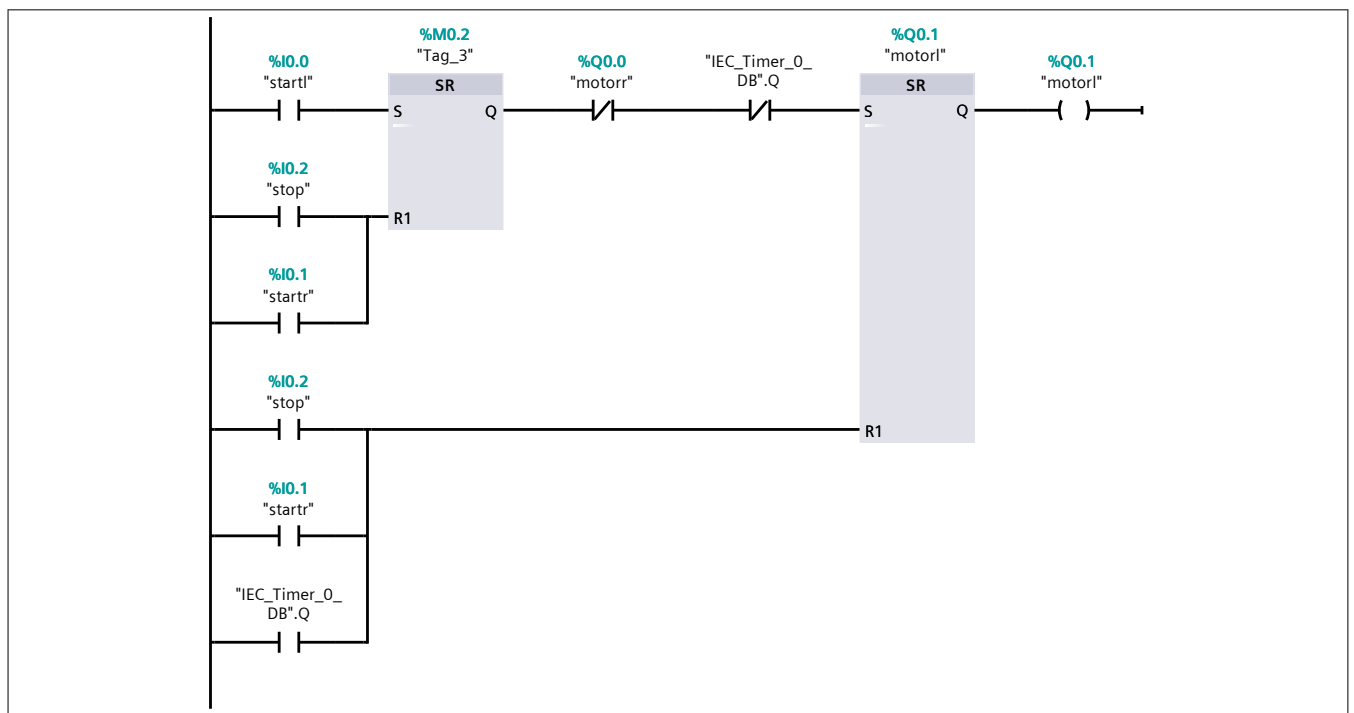 %M0.2
"Tag_3"
%Q0.1
"motorl"
%I0.0
"startl"
%Q0.0
"motorr"
"IEC_Timer_0_
DB".Q
%Q0.1
"motorl"
SR
SR
S Q
S Q
%I0.2
"stop"
R1
%I0.1
"startr"
%I0.2
"stop"
R1
%I0.1
"startr"
"IEC_Timer_0_
DB".Q